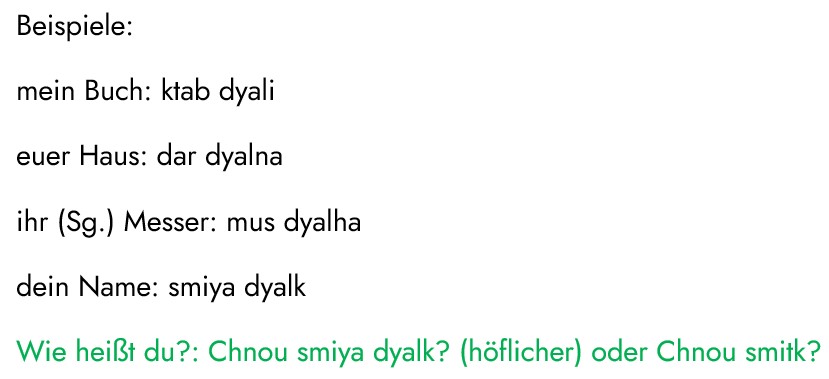 Beispiele:
mein Buch: ktab dyali
euer Haus: dar dyalna
ihr (Sg.) Messer: mus dyalha
dein Name: smiya dyalk
Wie heißt du?: Chnou smiya dyalk? (höflicher) oder Chnou smitk?